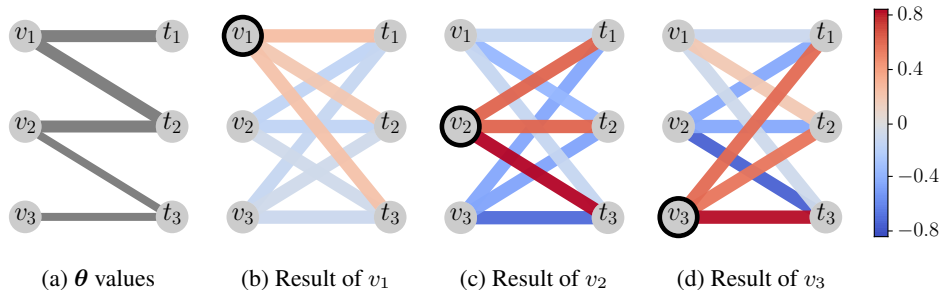 v₁ t₁
v₂ t₂
v₃ t₃
(a) θ values
v₁ t₁
v₂ t₂
v₃ t₃
(b) Result of v₁
v₁ t₁
v₂ t₂
v₃ t₃
(c) Result of v₂
v₁ t₁
v₂ t₂
v₃ t₃
(d) Result of v₃
0.8
0.4
0
−0.4
−0.8